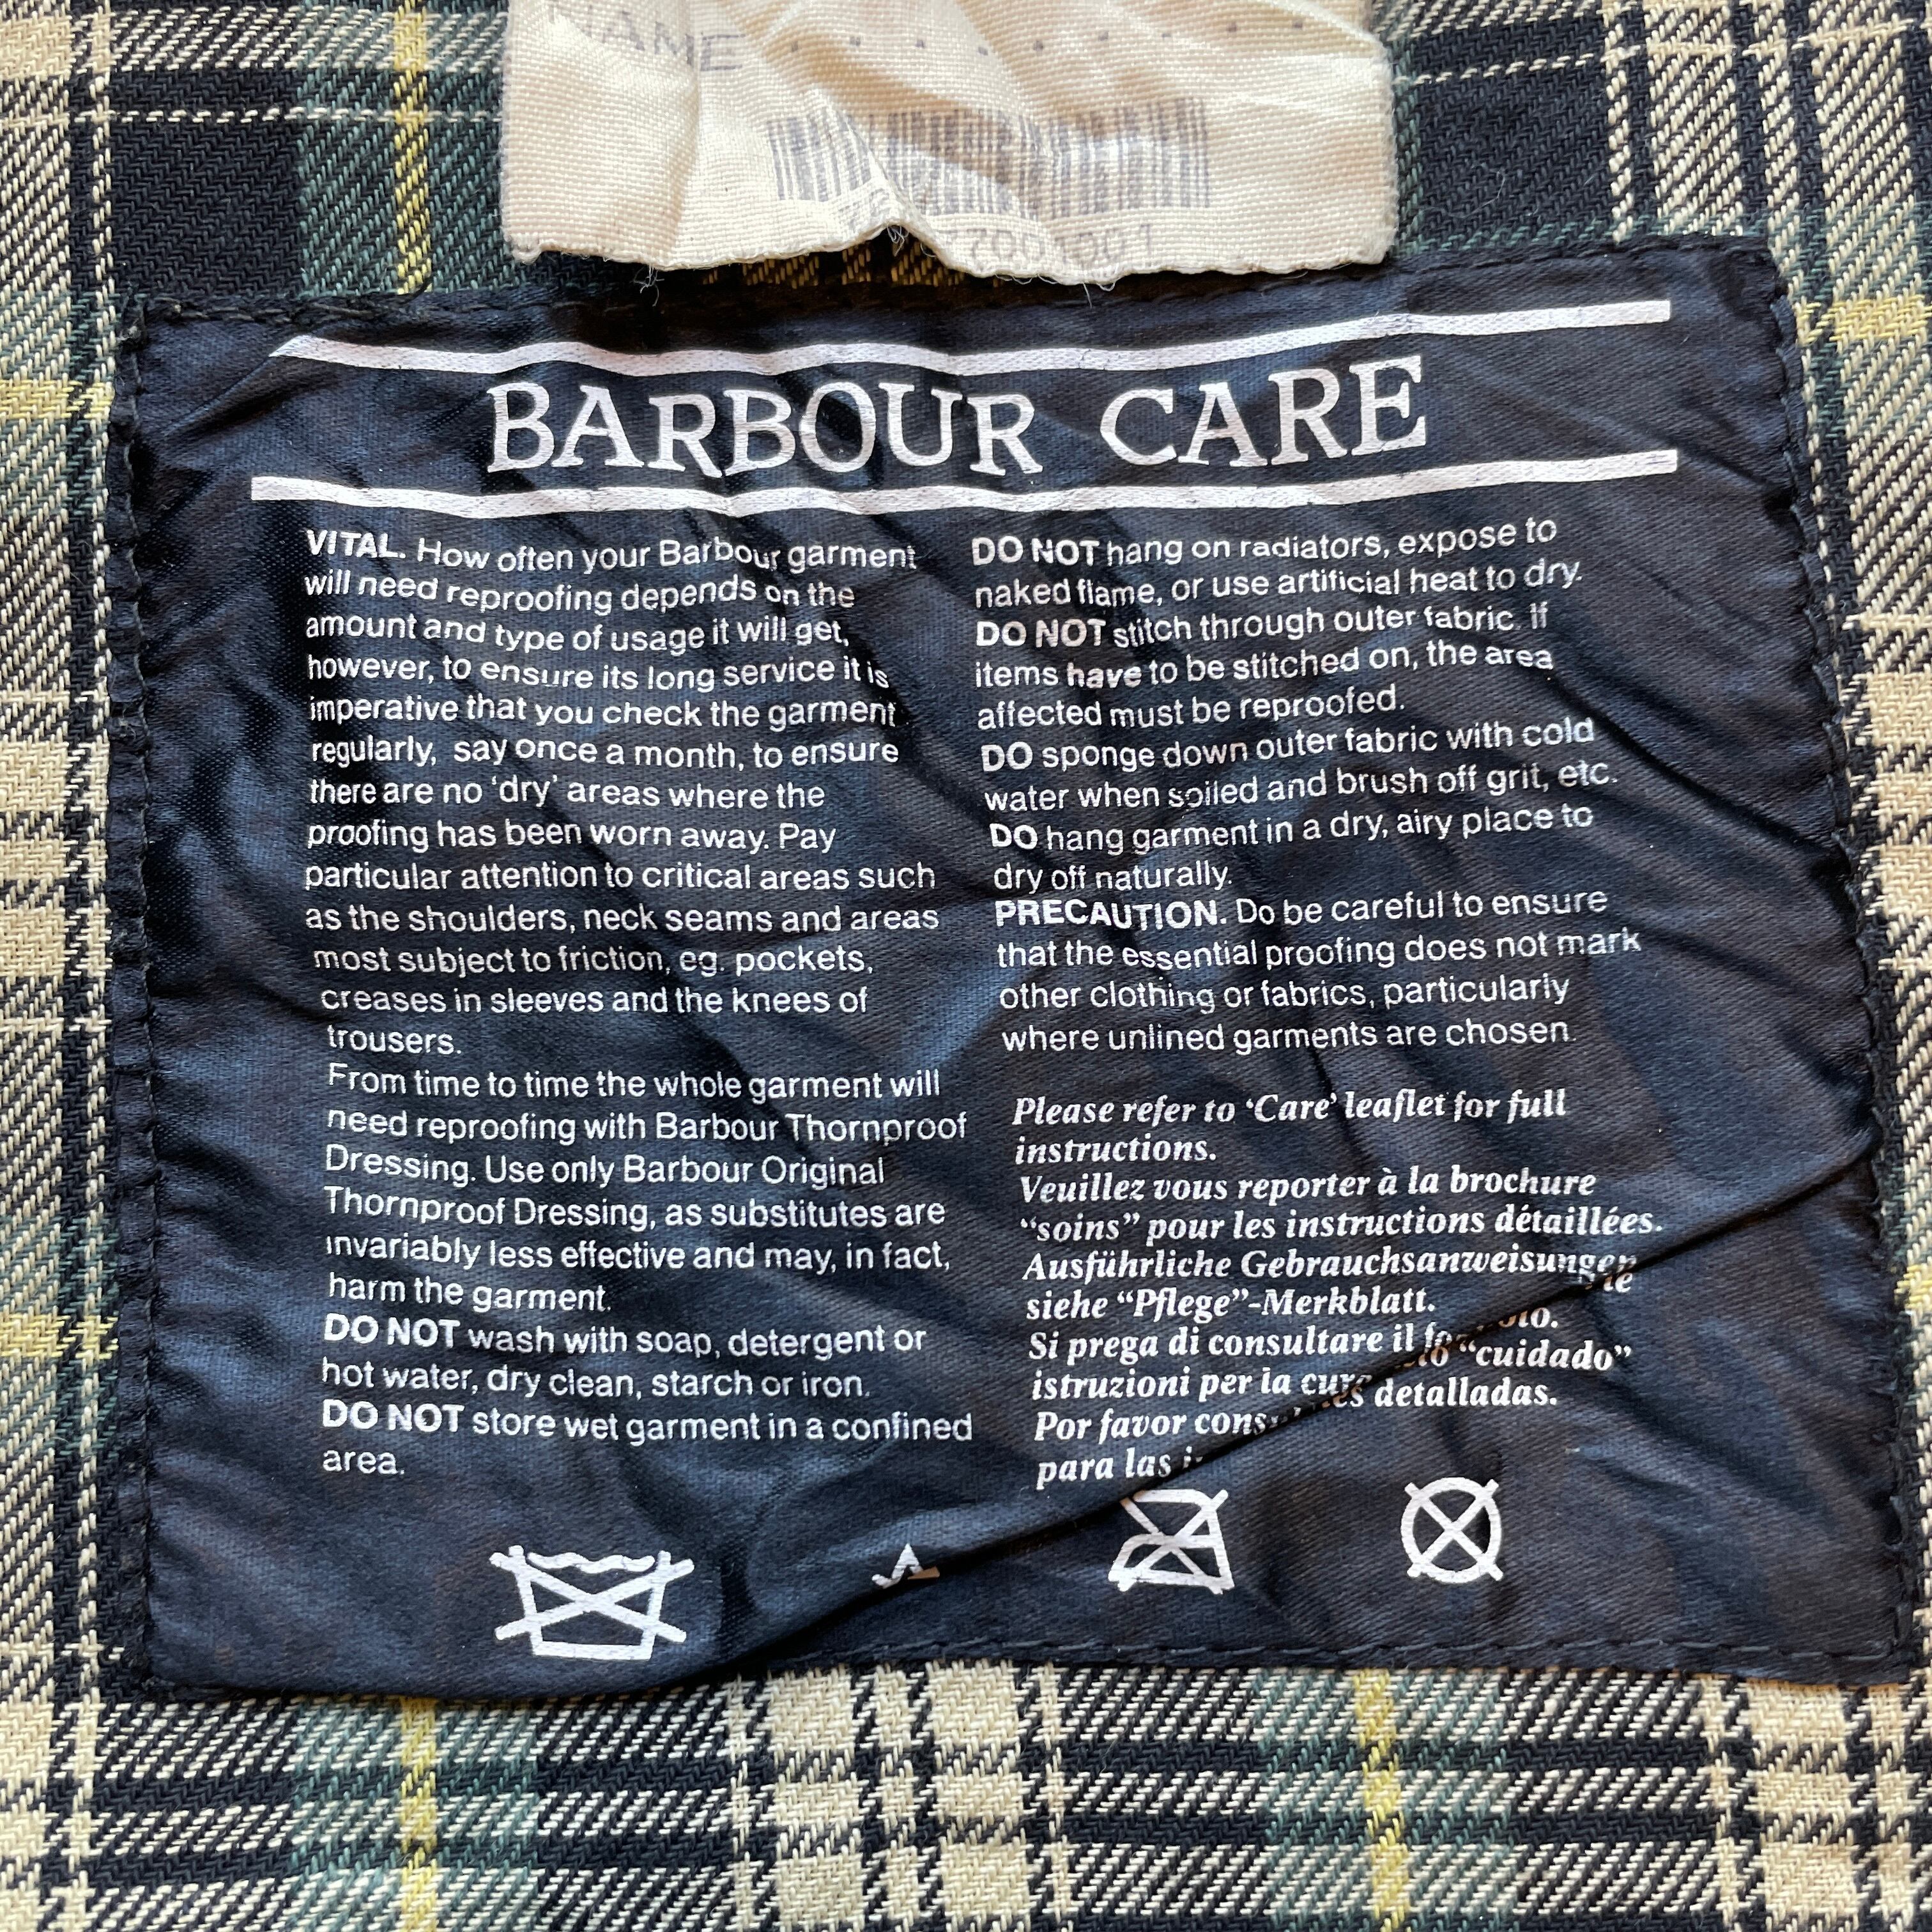 NAME
BARBOUR CARE
VITAL. How often your Barbour garment
will need reproofing depends on the
amount and type of usage it will get,
however, to ensure its long service it is
imperative that you check the garment
regularly, say once a month, to ensure
there are no ‘dry’ areas where the
proofing has been worn away. Pay
particular attention to critical areas such
as the shoulders, neck seams and areas
most subject to friction, eg. pockets,
creases in sleeves and the knees of
trousers.
From time to time the whole garment will
need reproofing with Barbour Thornproof
Dressing. Use only Barbour Original
Thornproof Dressing, as substitutes are
invariably less effective and may, in fact,
harm the garment.
DO NOT wash with soap, detergent or
hot water, dry clean, starch or iron.
DO NOT store wet garment in a confined
area.
DO NOT hang on radiators, expose to
naked flame, or use artificial heat to dry.
DO NOT stitch through outer fabric. If
items have to be stitched on, the area
affected must be reproofed.
DO sponge down outer fabric with cold
water when soiled and brush off grit, etc.
DO hang garment in a dry, airy place to
dry off naturally.
PRECAUTION. Do be careful to ensure
that the essential proofing does not mark
other clothing or fabrics, particularly
where unlined garments are chosen.
Please refer to ‘Care’ leaflet for full
instructions.
Veuillez vous reporter à la brochure
“soins” pour les instructions détaillées.
Ausführliche Gebrauchsanweisungen
siehe “Pflege”-Merkblatt.
Si prega di consultare il
istruzioni per la
Por favor “cuidado”
para las detalladas.